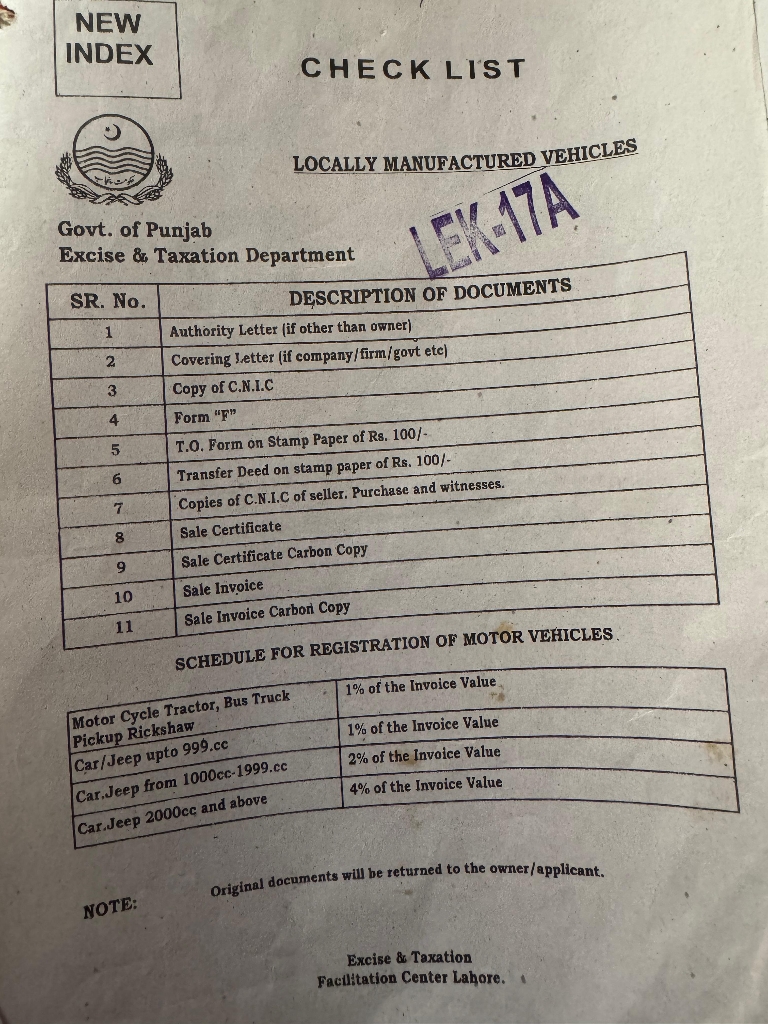 NEW
INDEX
CHECK LIST
LOCALLY MANUFACTURED VEHICLES
LEK-17A
Govt. of Punjab
Excise & Taxation Department
SR. No. DESCRIPTION OF DOCUMENTS
1 Authority Letter (if other than owner)
2 Covering Letter (if company/firm/govt etc)
3 Copy of C.N.I.C
4 Form “F”
5 T.O. Form on Stamp Paper of Rs. 100/-
6 Transfer Deed on stamp paper of Rs. 100/-
7 Copies of C.N.I.C of seller. Purchase and witnesses.
8 Sale Certificate
9 Sale Certificate Carbon Copy
10 Sale Invoice
11 Sale Invoice Carbon Copy
SCHEDULE FOR REGISTRATION OF MOTOR VEHICLES.
Motor Cycle Tractor, Bus Truck 1% of the Invoice Value
Pickup Rickshaw
Car/Jeep upto 999.cc 1% of the Invoice Value
Car.Jeep from 1000cc-1999.cc 2% of the Invoice Value
Car.Jeep 2000cc and above 4% of the Invoice Value
NOTE: Original documents will be returned to the owner/applicant.
Excise & Taxation
Facilitation Center Lahore.